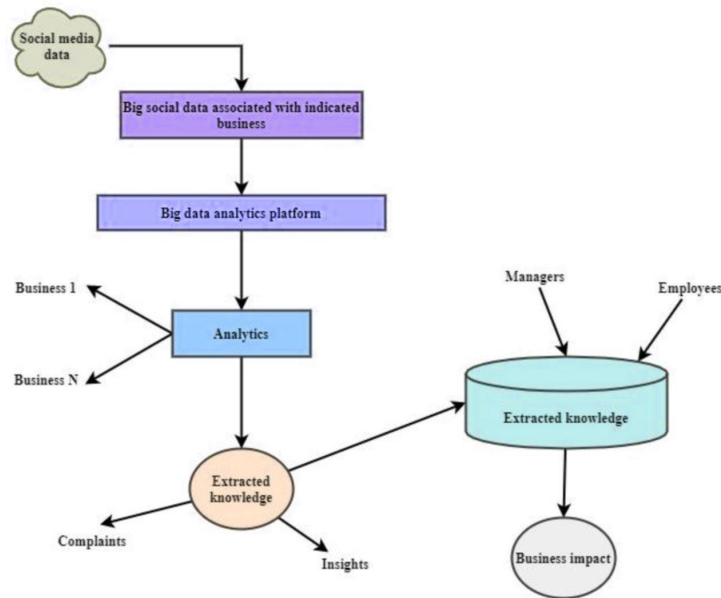 Social media
data
Big social data associated with indicated
business
Big data analytics platform
Business 1
Managers
Employees
Analytics
Business N
Extracted knowledge
Extracted
knowledge
Complaints
Insights
Business impact